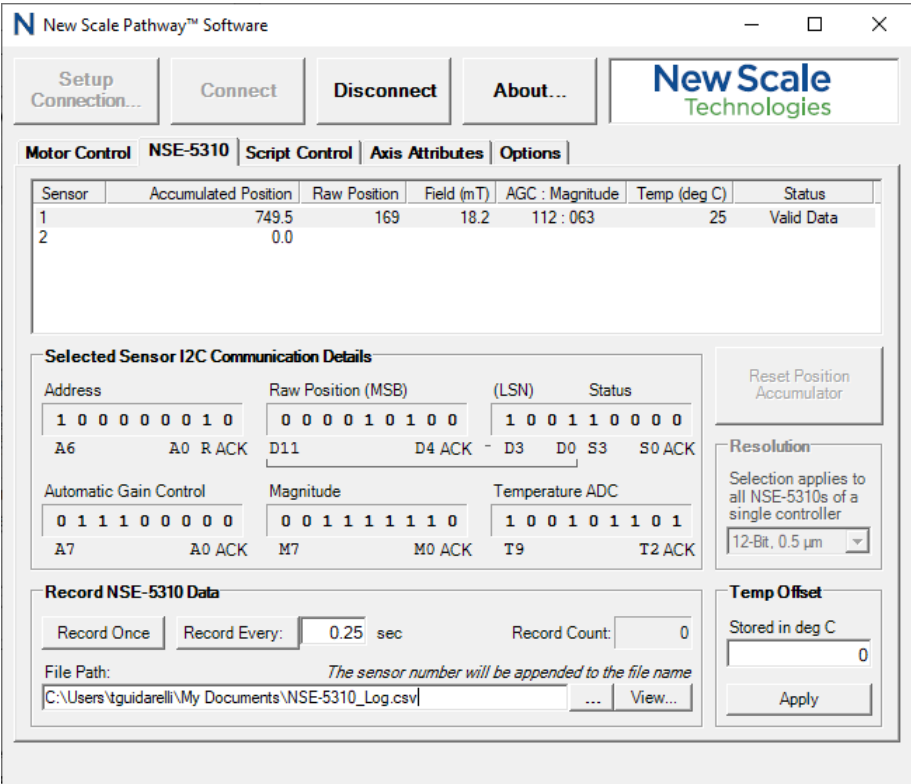 N New Scale Pathway™ Software
Setup Connection... Connect Disconnect About... New Scale Technologies
Motor Control NSE-5310 Script Control Axis Attributes Options
Sensor Accumulated Position Raw Position Field (mT) AGC : Magnitude Temp (deg C) Status
1 749.5 169 18.2 112 : 063 25 Valid Data
2 0.0
Selected Sensor I2C Communication Details
Address Raw Position (MSB) (LSN) Status
1 0 0 0 0 0 0 1 0 0 0 0 0 1 0 1 0 0 1 0 0 1 1 0 0 0 0
A6 A0 R ACK D11 D4 ACK - D3 D0 S3 S0 ACK
Automatic Gain Control Magnitude Temperature ADC
0 1 1 1 0 0 0 0 0 0 0 1 1 1 1 1 1 0 1 0 0 1 0 1 1 0 1
A7 A0 ACK M7 M0 ACK T9 T2 ACK
Reset Position
Accumulator
Resolution
Selection applies to
all NSE-5310s of a
single controller
12-Bit, 0.5 µm
Record NSE-5310 Data
Record Once Record Every: 0.25 sec Record Count: 0
File Path: The sensor number will be appended to the file name
C:\Users\tguidarelli\My Documents\NSE-5310_Log.csv ... View...
Temp Offset
Stored in deg C
0
Apply